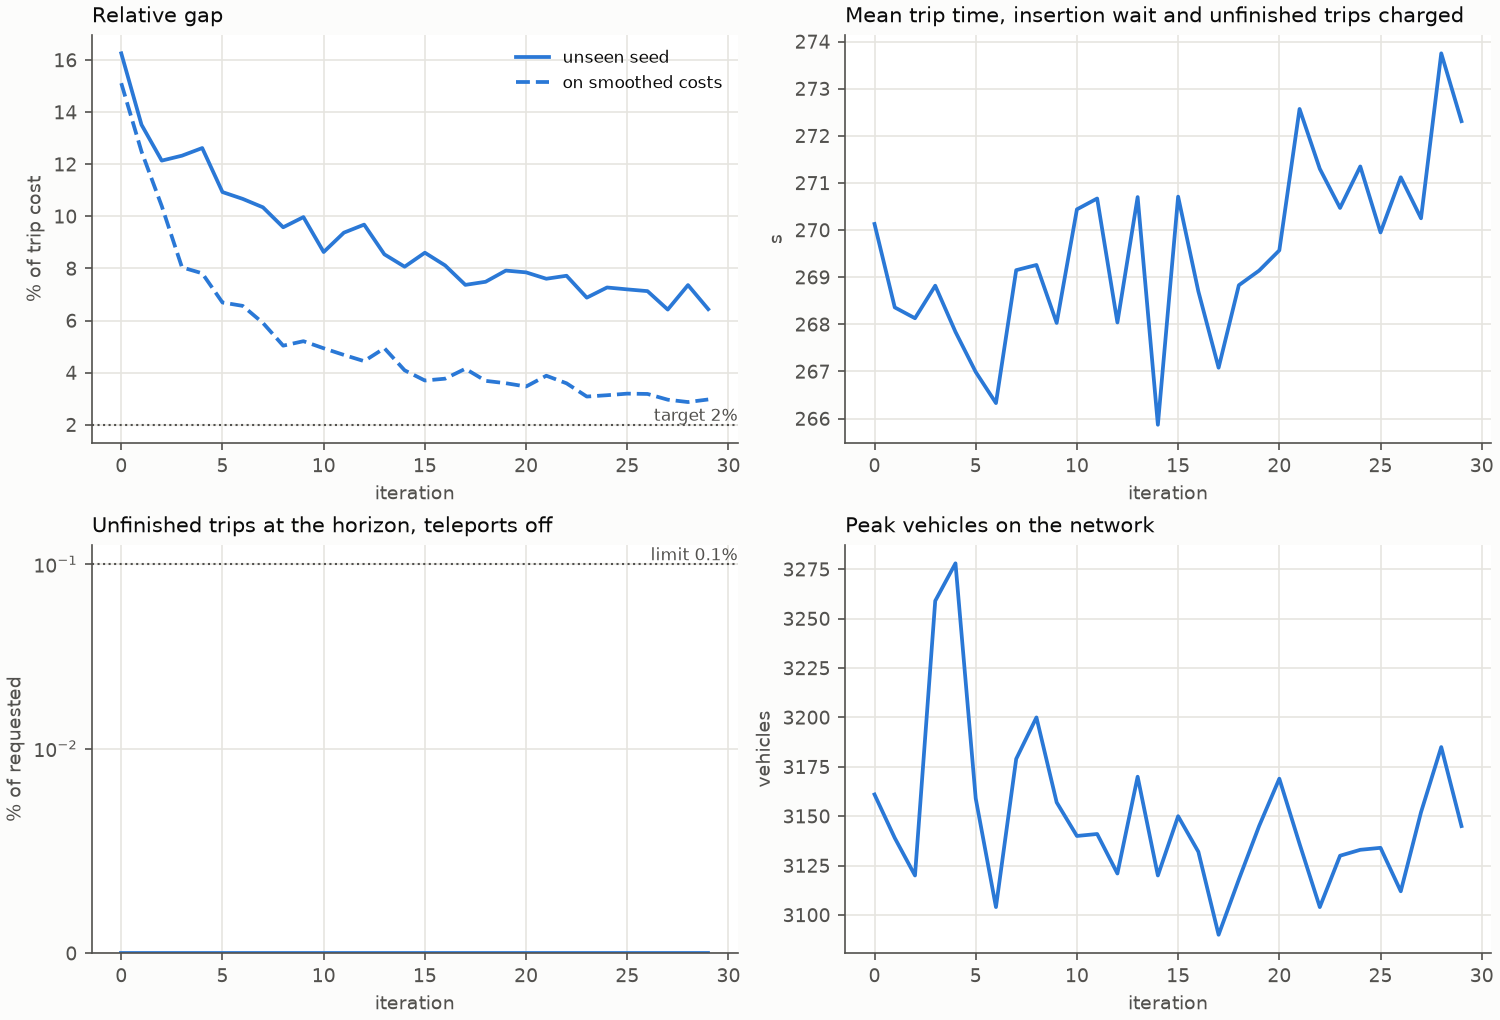 Relative gap
% of trip cost
16
14
12
10
8
6
4
2
unseen seed
on smoothed costs
target 2%
0 5 10 15 20 25 30
iteration
Mean trip time, insertion wait and unfinished trips charged
s
274
273
272
271
270
269
268
267
266
0 5 10 15 20 25 30
iteration
Unfinished trips at the horizon, teleports off
% of requested
limit 0.1%
10⁻¹
10⁻²
0
0 5 10 15 20 25 30
iteration
Peak vehicles on the network
vehicles
3275
3250
3225
3200
3175
3150
3125
3100
0 5 10 15 20 25 30
iteration